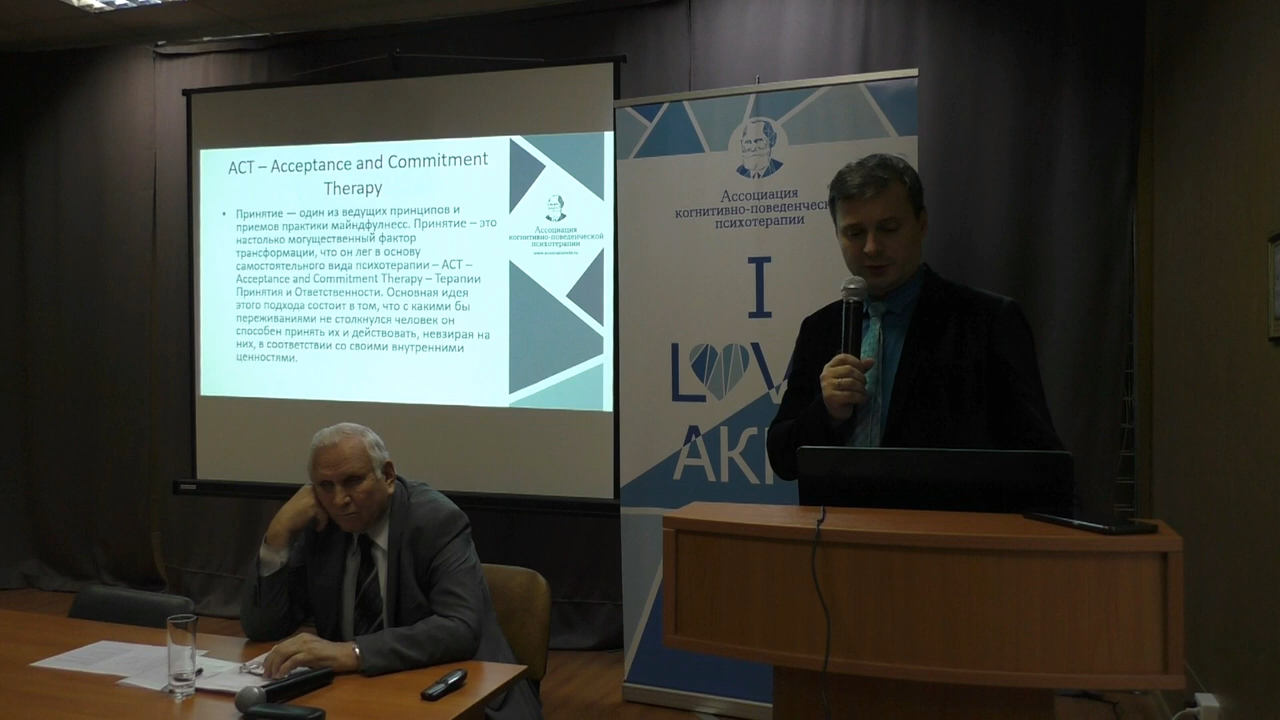 ACT – Acceptance and Commitment
Therapy
• Принятие — один из ведущих принципов и
приемов практики майндфулнесс. Принятие – это
настолько могущественный фактор
трансформации, что он лег в основу
самостоятельного вида психотерапии – ACT –
Acceptance and Commitment Therapy – Терапии
Принятия и Ответственности. Основная идея
этого подхода состоит в том, что с какими бы
переживаниями не столкнулся человек он
способен принять их и действовать, невзирая на
них, в соответствии со своими внутренними
ценностями.
Ассоциация
когнитивно-поведенческой
психотерапии
Ассоциация
когнитивно-поведенческ
психотерапии
I
LOV
АК